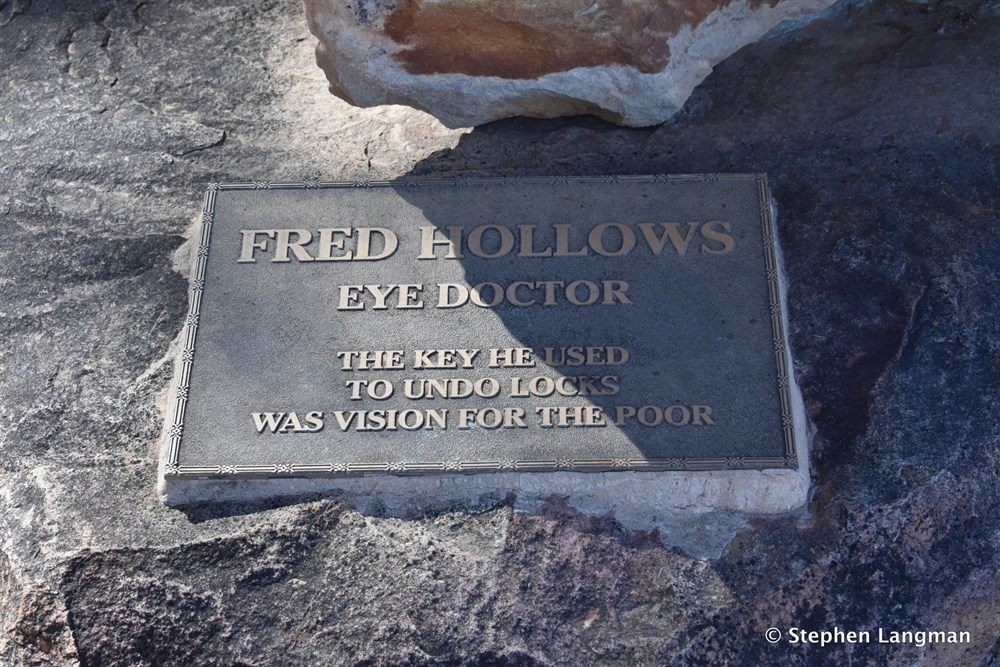 FRED HOLLOWS
EYE DOCTOR
THE KEY HE USED
TO UNDO LOCKS
WAS VISION FOR THE POOR
© Stephen Langman